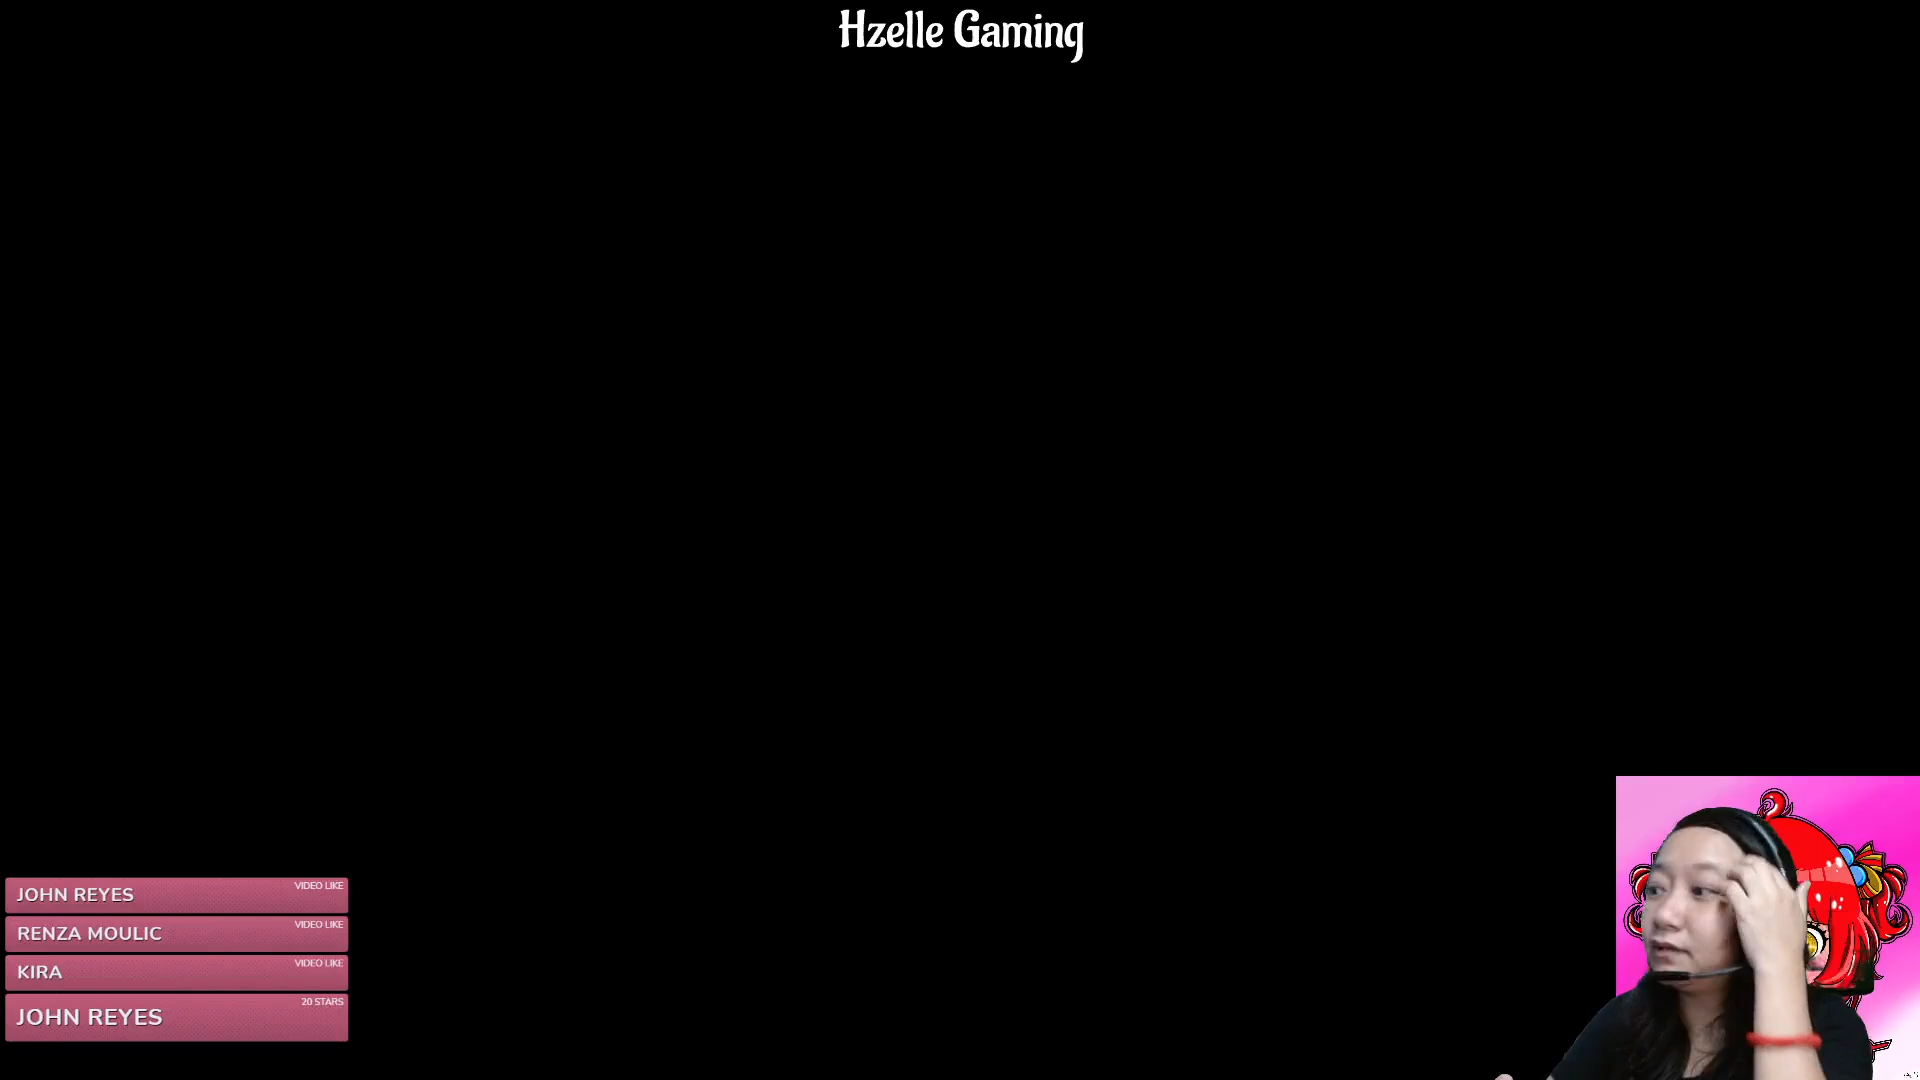 Hzelle Gaming
JOHN REYES
VIDEO LIKE
RENZA MOULIC
VIDEO LIKE
KIRA
VIDEO LIKE
JOHN REYES
20 STARS